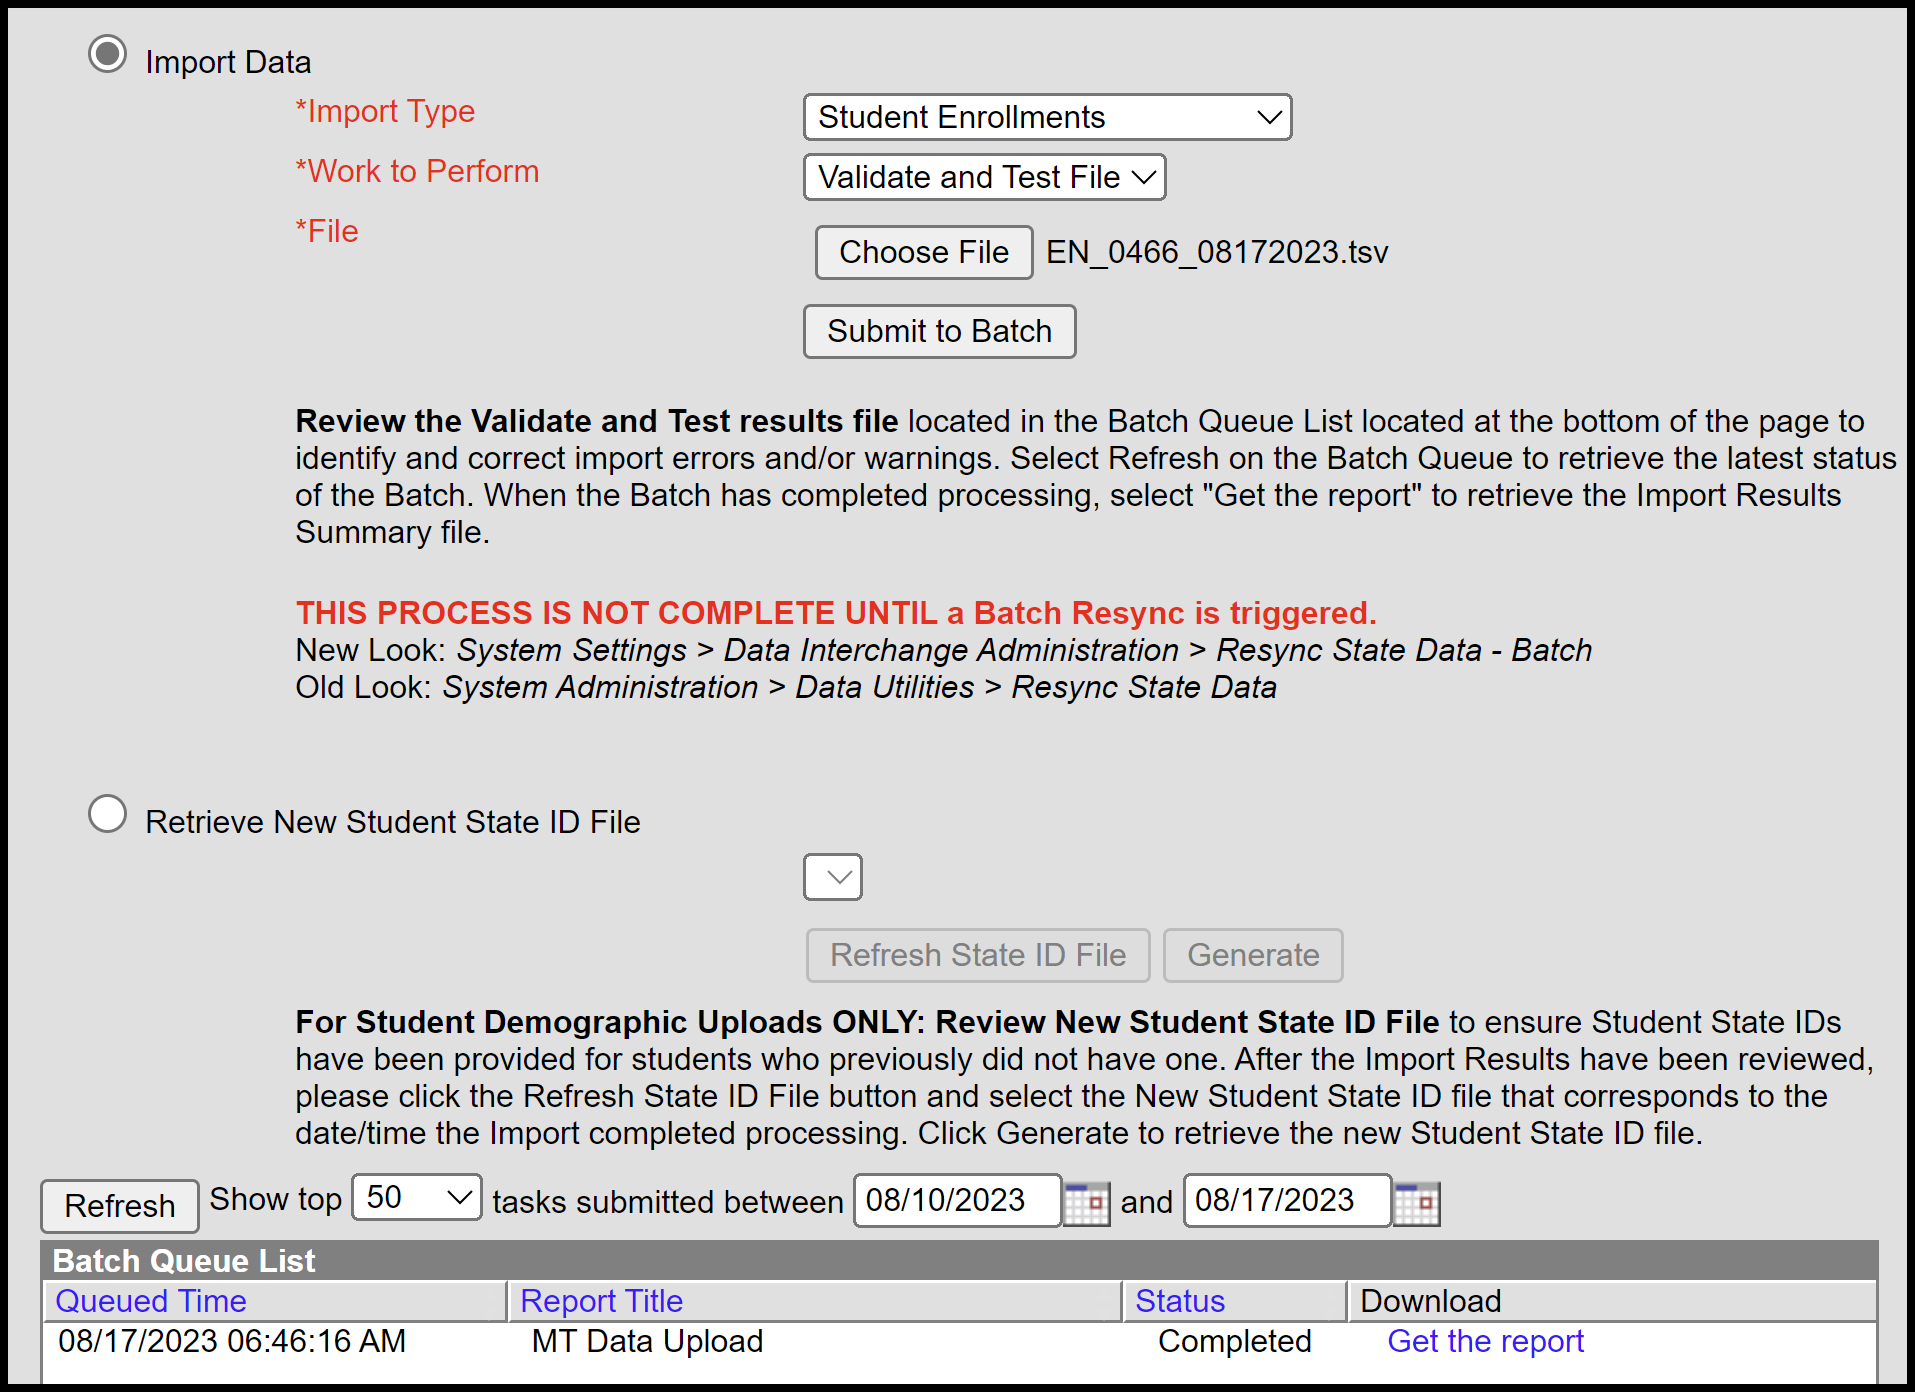 Import Data
*Import Type Student Enrollments
*Work to Perform Validate and Test File
*File Choose File EN_0466_08172023.tsv
Submit to Batch
Review the Validate and Test results file located in the Batch Queue List located at the bottom of the page to
identify and correct import errors and/or warnings. Select Refresh on the Batch Queue to retrieve the latest status
of the Batch. When the Batch has completed processing, select "Get the report" to retrieve the Import Results
Summary file.
THIS PROCESS IS NOT COMPLETE UNTIL a Batch Resync is triggered.
New Look: System Settings > Data Interchange Administration > Resync State Data - Batch
Old Look: System Administration > Data Utilities > Resync State Data
Retrieve New Student State ID File
Refresh State ID File Generate
For Student Demographic Uploads ONLY: Review New Student State ID File to ensure Student State IDs
have been provided for students who previously did not have one. After the Import Results have been reviewed,
please click the Refresh State ID File button and select the New Student State ID file that corresponds to the
date/time the Import completed processing. Click Generate to retrieve the new Student State ID file.
Refresh Show top 50 tasks submitted between 08/10/2023 and 08/17/2023
Batch Queue List
Queued Time Report Title Status Download
08/17/2023 06:46:16 AM MT Data Upload Completed Get the report